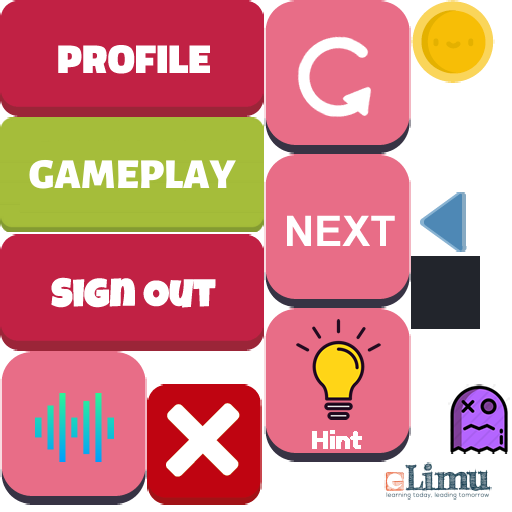 PROFILE
GAMEPLAY
NEXT
SIGN OUT
Hint
eLimu
learning today, leading tomorrow